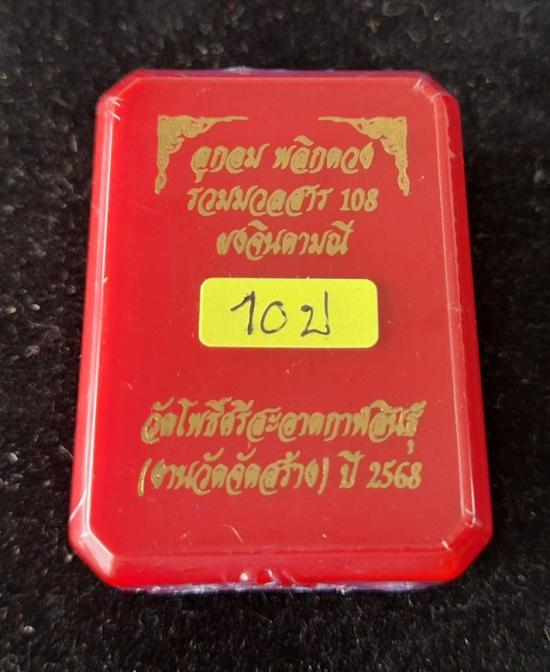 ลูกอม พลิกดวง
รวมมวลสาร 108
ผงจินดามณี
10ป
วัดโพธิ์ศรีสะอาดกาฬสินธุ์
(งานวัดจัดสร้าง) ปี 2568